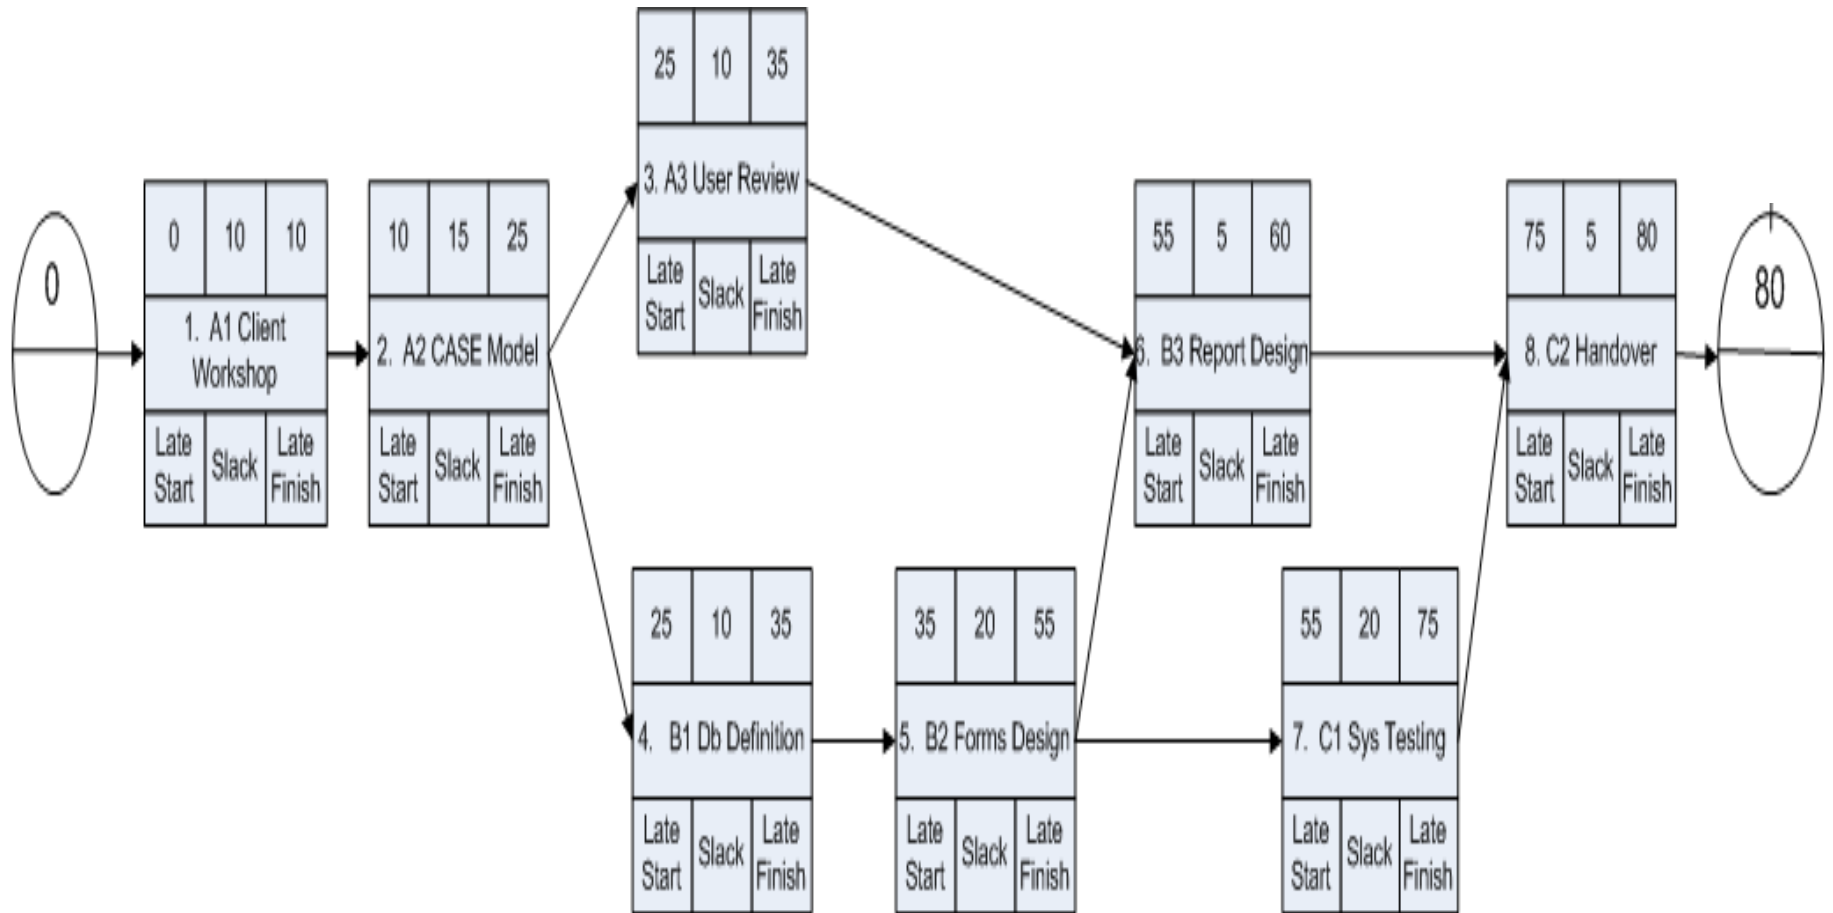 0
0 10 10
1. A1 Client
Workshop
Late Start Slack Late Finish
10 15 25
2. A2 CASE Model
Late Start Slack Late Finish
25 10 35
3. A3 User Review
Late Start Slack Late Finish
25 10 35
4. B1 Db Definition
Late Start Slack Late Finish
35 20 55
5. B2 Forms Design
Late Start Slack Late Finish
55 5 60
6. B3 Report Design
Late Start Slack Late Finish
55 20 75
7. C1 Sys Testing
Late Start Slack Late Finish
75 5 80
8. C2 Handover
Late Start Slack Late Finish
80